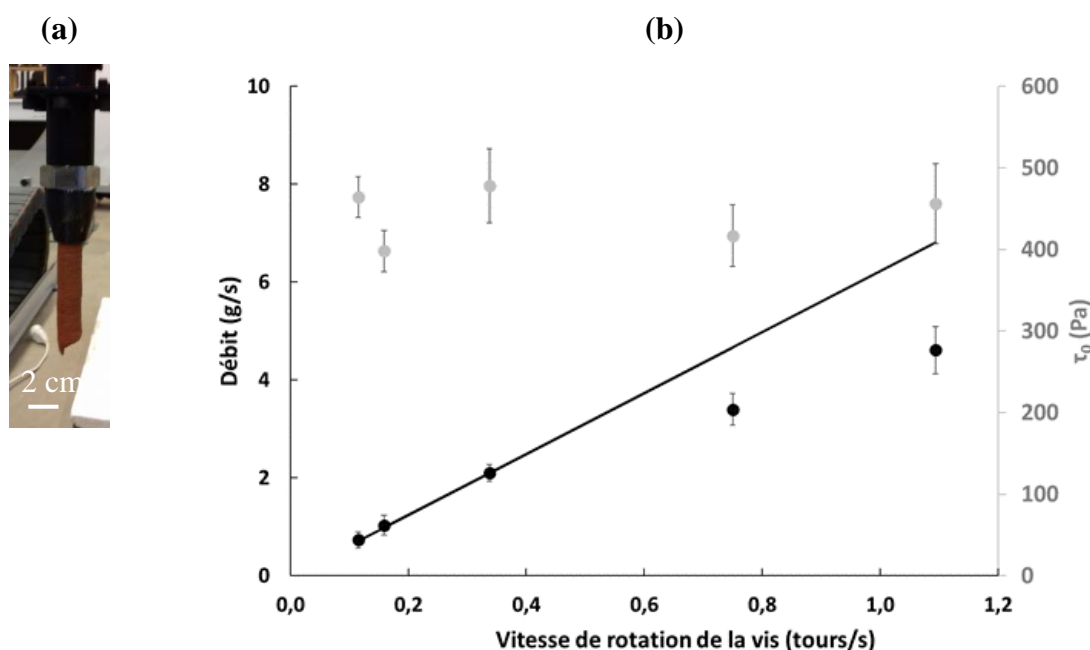 (a)
(b)
2 cm
Débit (g/s)
10
8
6
4
2
0
600
500
400
300
200
100
0
τ₀ (Pa)
0,0 0,2 0,4 0,6 0,8 1,0 1,2
Vitesse de rotation de la vis (tours/s)